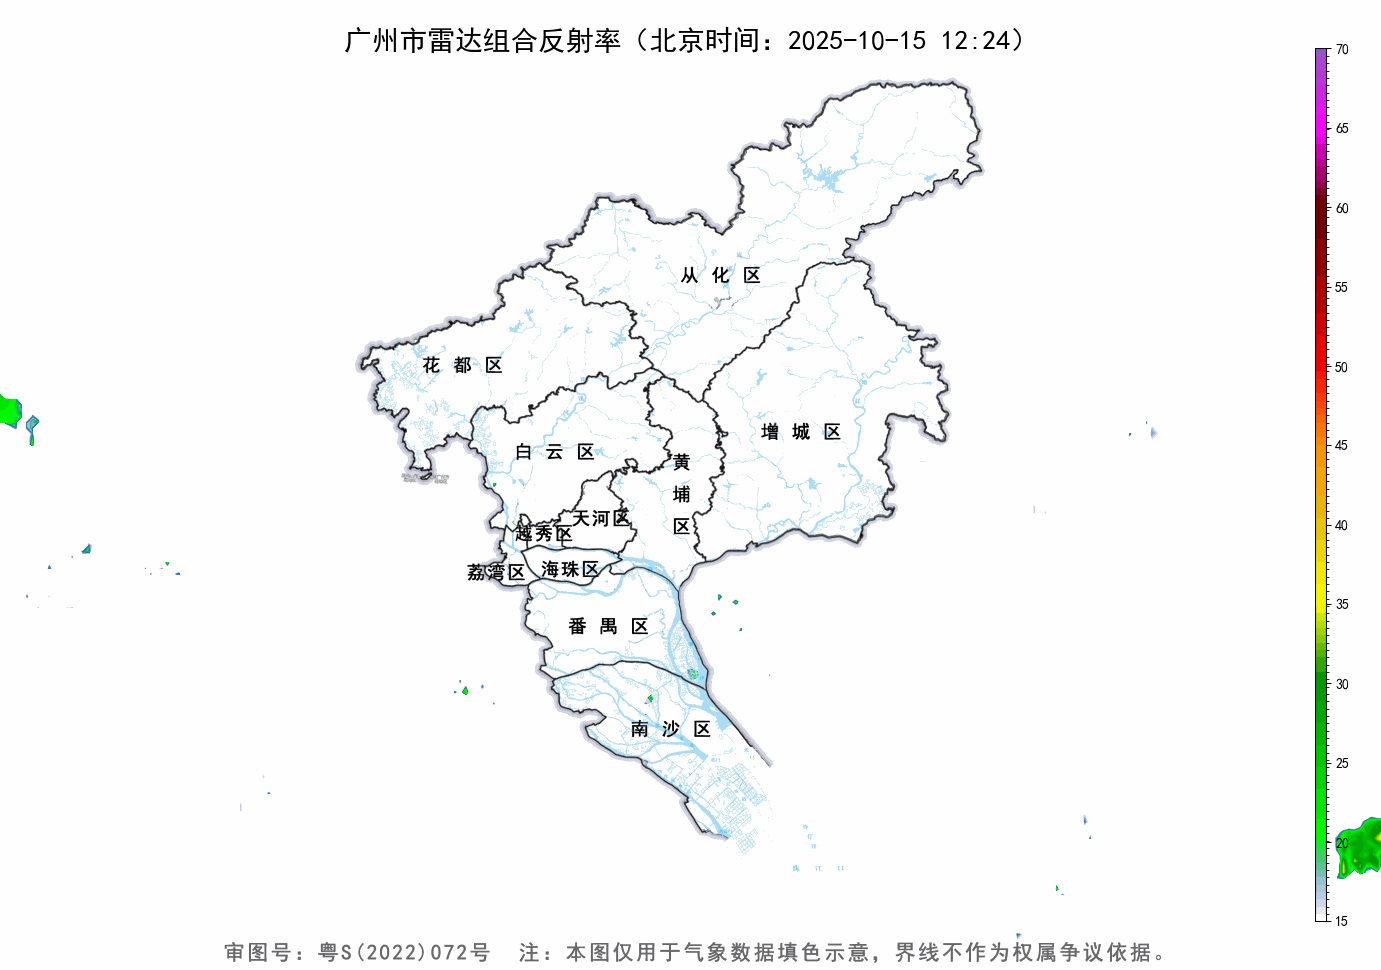 广州市雷达组合反射率（北京时间：2025-10-15 12:24）
70
65
60
55
50
45
40
35
30
25
20
15
从化区
花都区
增城区
白云区
黄埔区
天河区
越秀区
荔湾区
海珠区
番禺区
南沙区
审图号：粤S(2022)072号 注：本图仅用于气象数据填色示意，界线不作为权属争议依据。